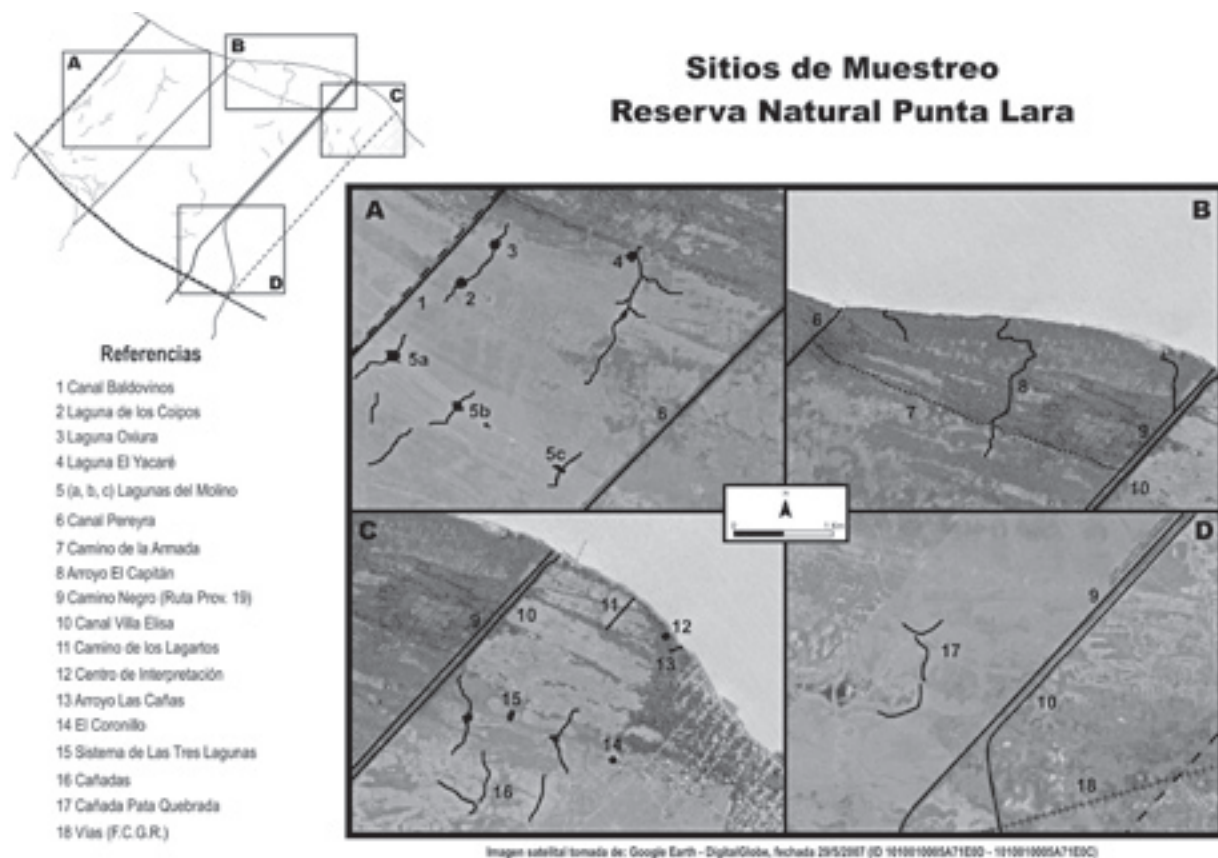 Sitios de Muestreo
Reserva Natural Punta Lara
A
B
C
D
Referencias
1 Canal Baldovinos
2 Laguna de los Coipos
3 Laguna Oxiura
4 Laguna El Yacaré
5 (a, b, c) Lagunas del Molino
6 Canal Pereyra
7 Camino de la Armada
8 Arroyo El Capitán
9 Camino Negro (Ruta Prov. 19)
10 Canal Villa Elisa
11 Camino de los Lagartos
12 Centro de Interpretación
13 Arroyo Las Cañas
14 El Coronillo
15 Sistema de Las Tres Lagunas
16 Cañadas
17 Cañada Pata Quebrada
18 Vías (F.C.G.R.)
A
1
2
3
4
5a
5b
5c
6
B
6
7
8
9
10
0
1 Km
C
9
10
11
12
13
14
15
16
D
9
10
17
18
Imagen satelital tomada de: Google Earth - DigitalGlobe, fechada 29/5/2007